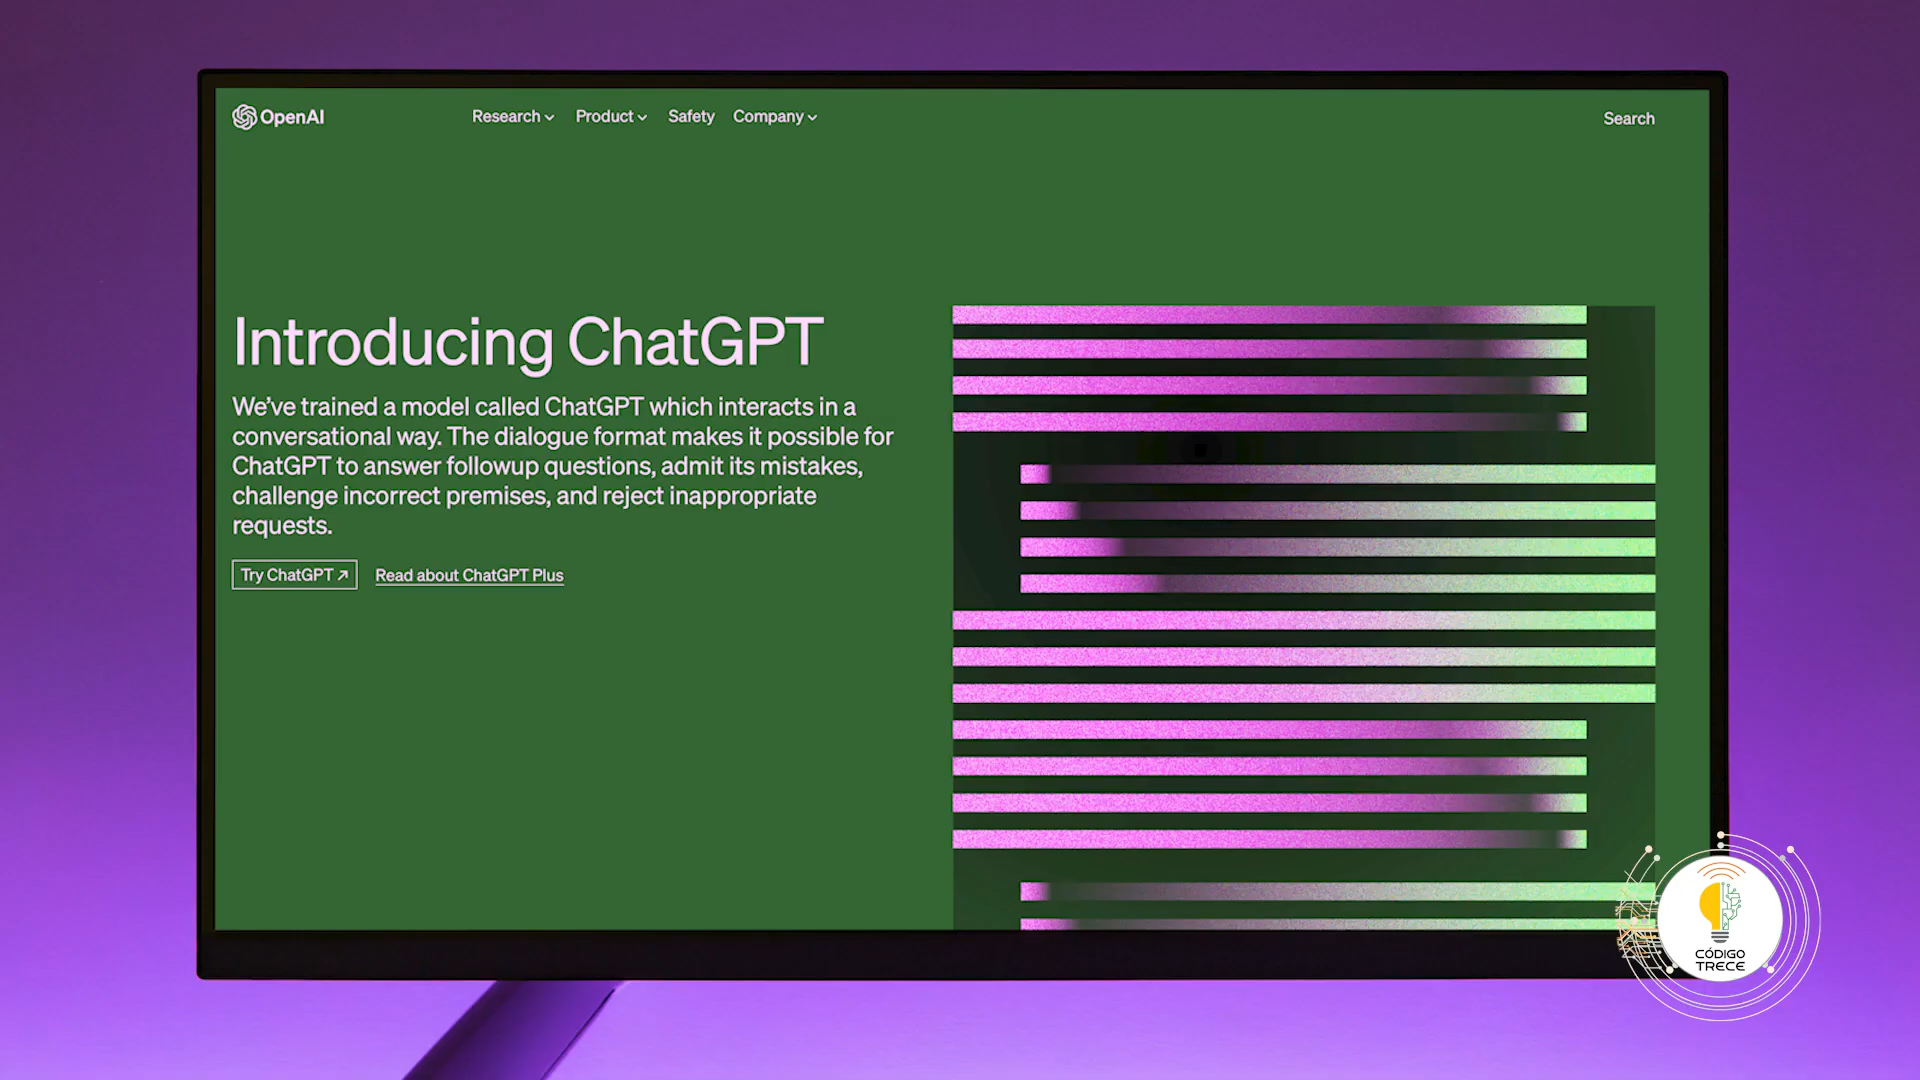 OpenAI
Research
Product
Safety
Company
Search
Introducing ChatGPT
We've trained a model called ChatGPT which interacts in a
conversational way. The dialogue format makes it possible for
ChatGPT to answer followup questions, admit its mistakes,
challenge incorrect premises, and reject inappropriate
requests.
Try ChatGPT ↗
Read about ChatGPT Plus
CÓDIGO
TRECE